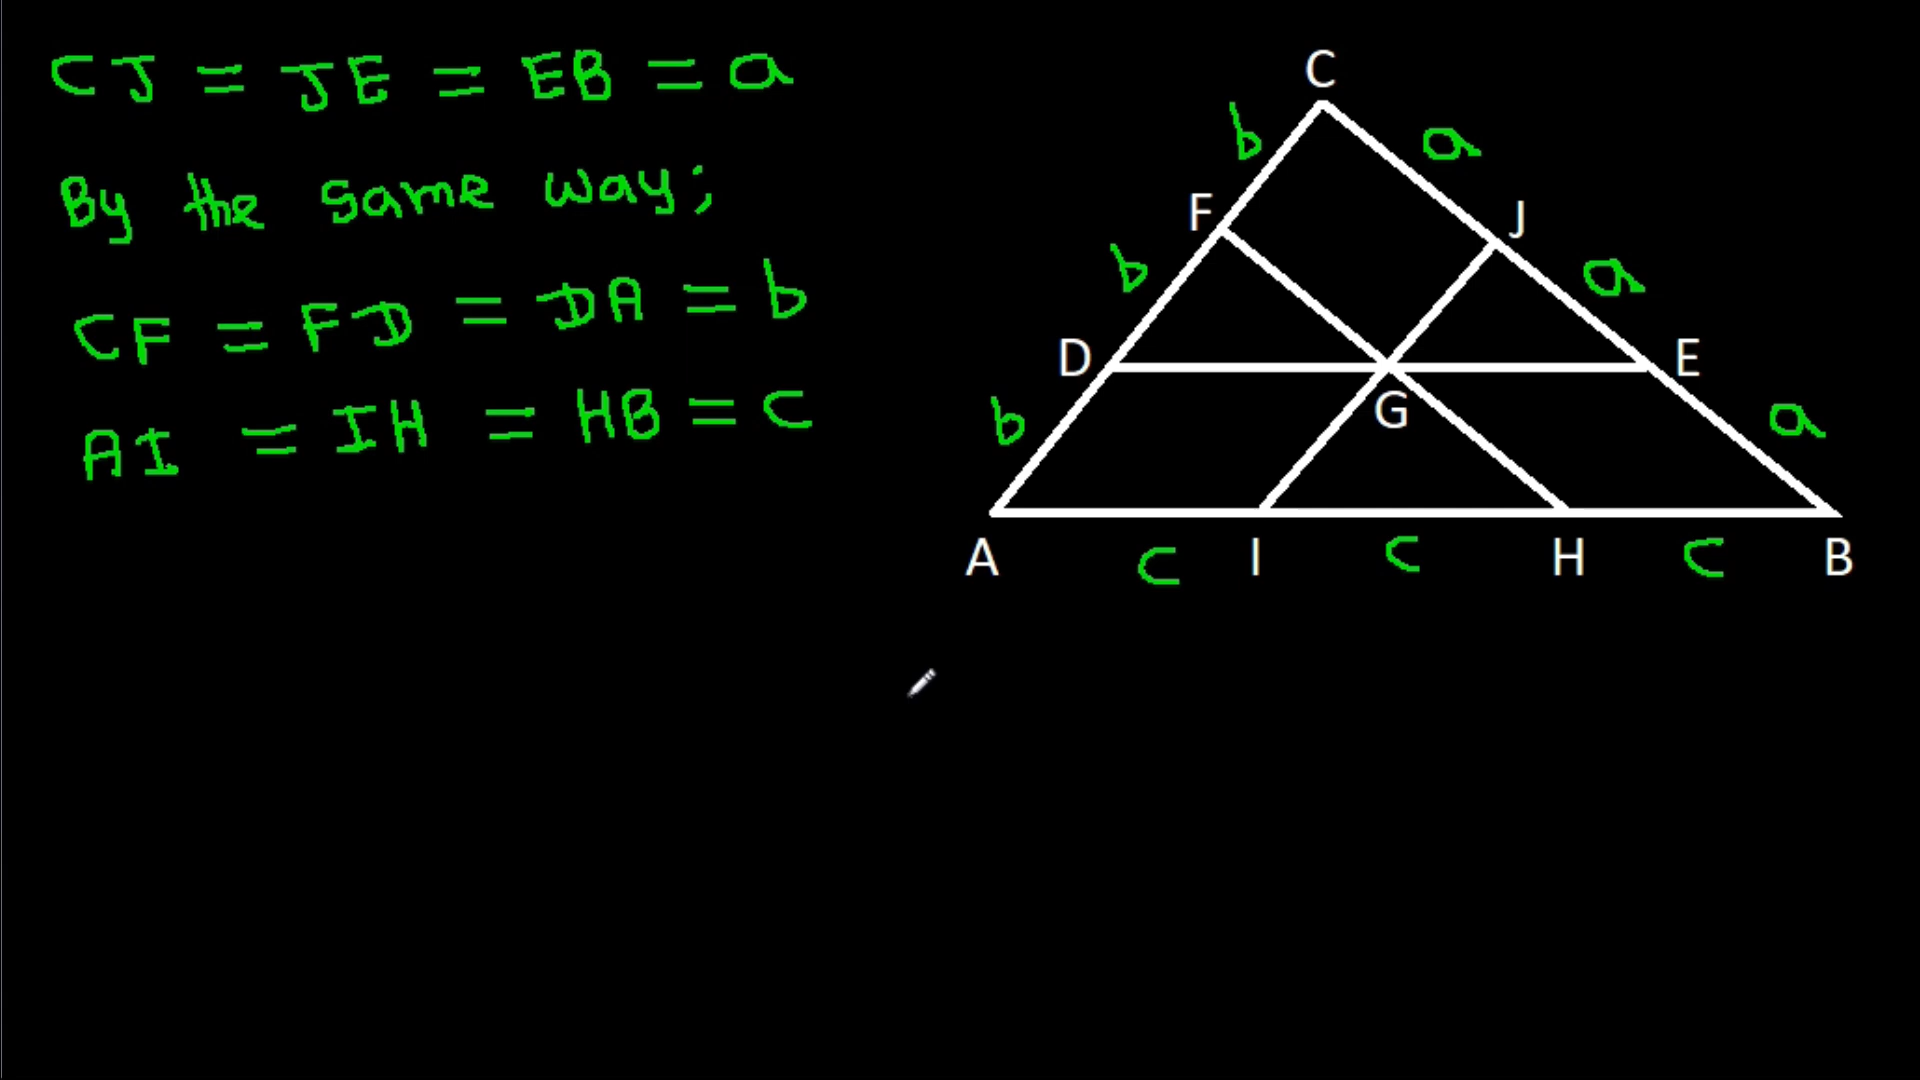 CJ = JE = EB = a
By the same way;
CF = FD = DA = b
AI = IH = HB = c
C
b
a
F
J
b
a
D
E
G
b
a
A
c
I
c
H
c
B